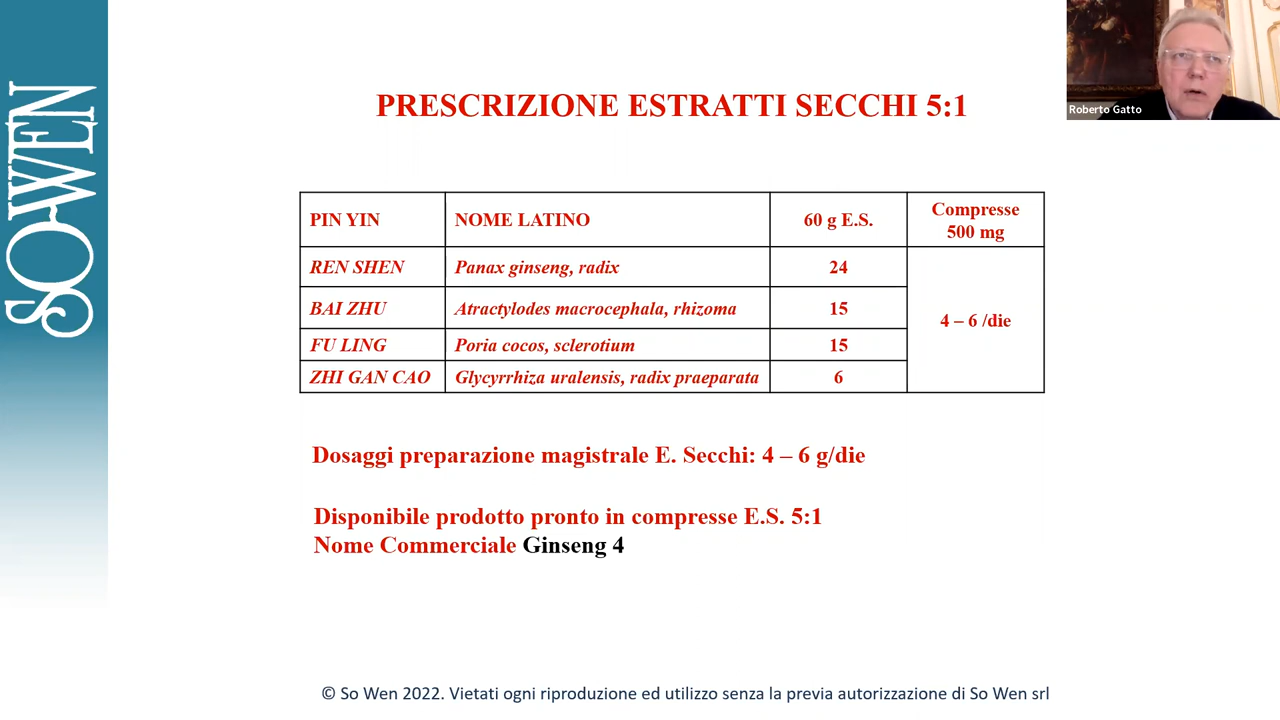 SOWEN
Roberto Gatto
PRESCRIZIONE ESTRATTI SECCHI 5:1
PIN YIN NOME LATINO 60 g E.S. Compresse 500 mg
REN SHEN Panax ginseng, radix 24
BAI ZHU Atractylodes macrocephala, rhizoma 15
4 – 6 /die
FU LING Poria cocos, sclerotium 15
ZHI GAN CAO Glycyrrhiza uralensis, radix praeparata 6
Dosaggi preparazione magistrale E. Secchi: 4 – 6 g/die
Disponibile prodotto pronto in compresse E.S. 5:1
Nome Commerciale Ginseng 4
© So Wen 2022. Vietati ogni riproduzione ed utilizzo senza la previa autorizzazione di So Wen srl